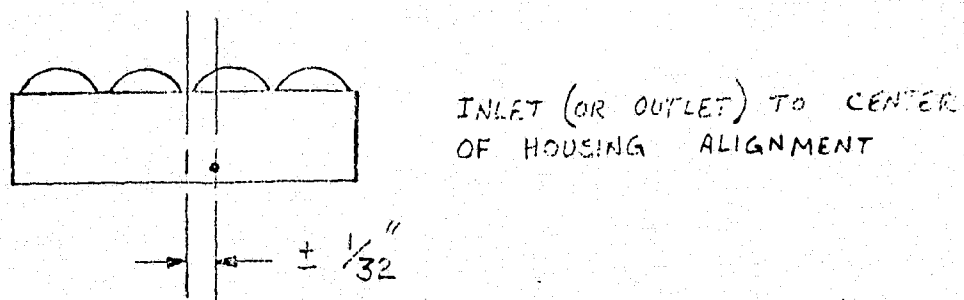 INLET (OR OUTLET) TO CENTER
OF HOUSING ALIGNMENT
± 1/32"